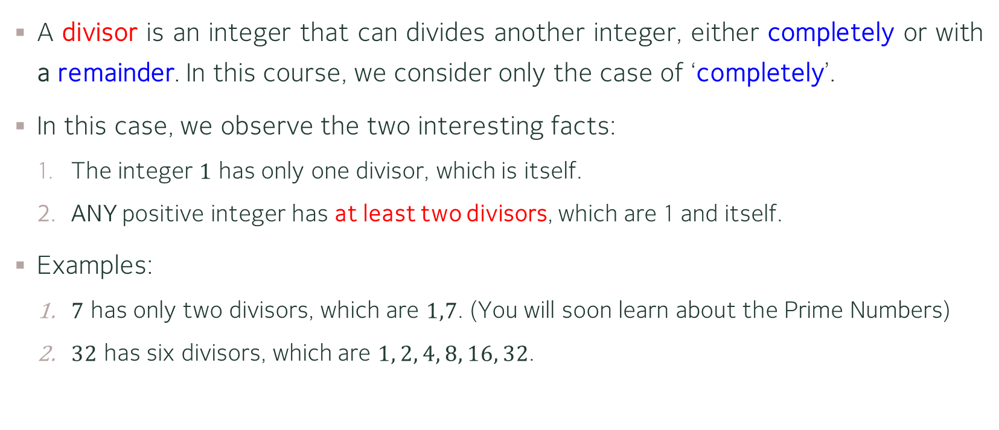 ▪ A divisor is an integer that can divides another integer, either completely or with
a remainder. In this course, we consider only the case of ‘completely’.
▪ In this case, we observe the two interesting facts:
1. The integer 1 has only one divisor, which is itself.
2. ANY positive integer has at least two divisors, which are 1 and itself.
▪ Examples:
1. 7 has only two divisors, which are 1,7. (You will soon learn about the Prime Numbers)
2. 32 has six divisors, which are 1, 2, 4, 8, 16, 32.